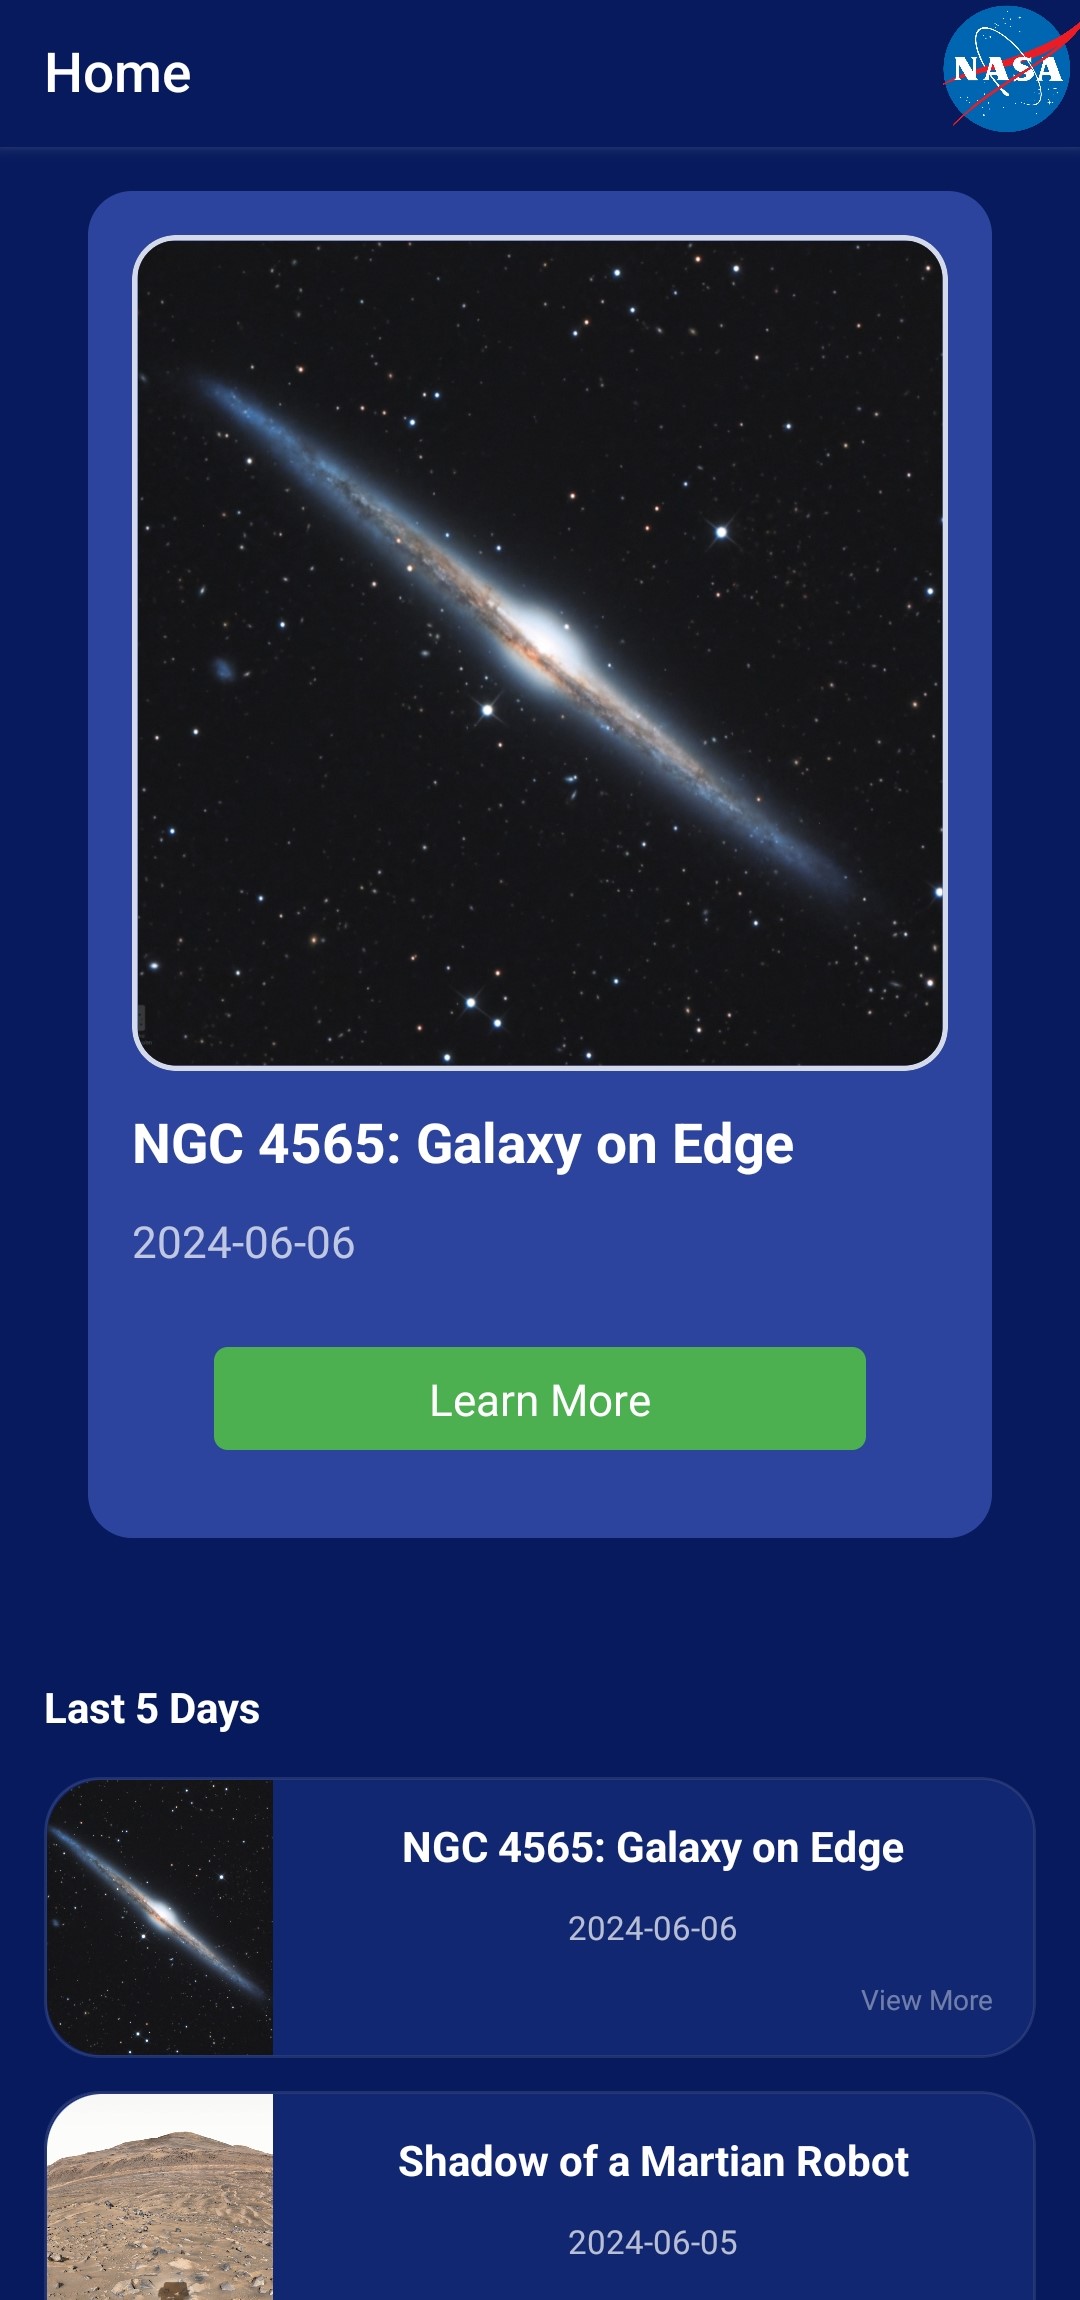 Home
NASA
NGC 4565: Galaxy on Edge
2024-06-06
Learn More
Last 5 Days
NGC 4565: Galaxy on Edge
2024-06-06
View More
Shadow of a Martian Robot
2024-06-05